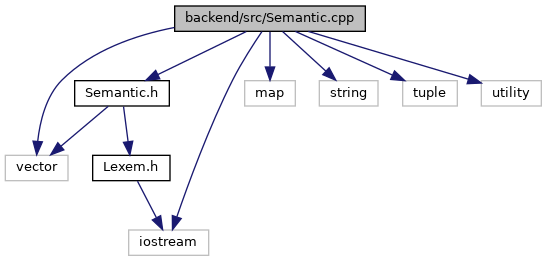 backend/src/Semantic.cpp
Semantic.h
map
string
tuple
utility
vector
Lexem.h
iostream